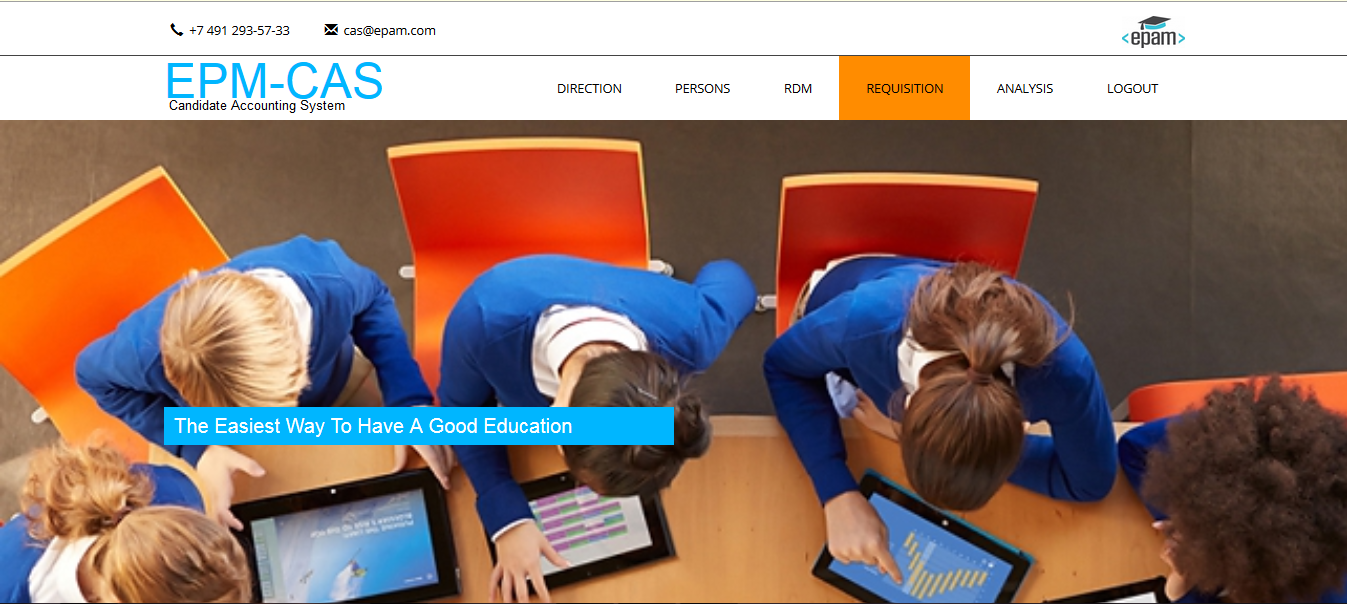 +7 491 293-57-33 cas@epam.com <epam>
EPM-CAS
Candidate Accounting System
DIRECTION PERSONS RDM REQUISITION ANALYSIS LOGOUT
The Easiest Way To Have A Good Education